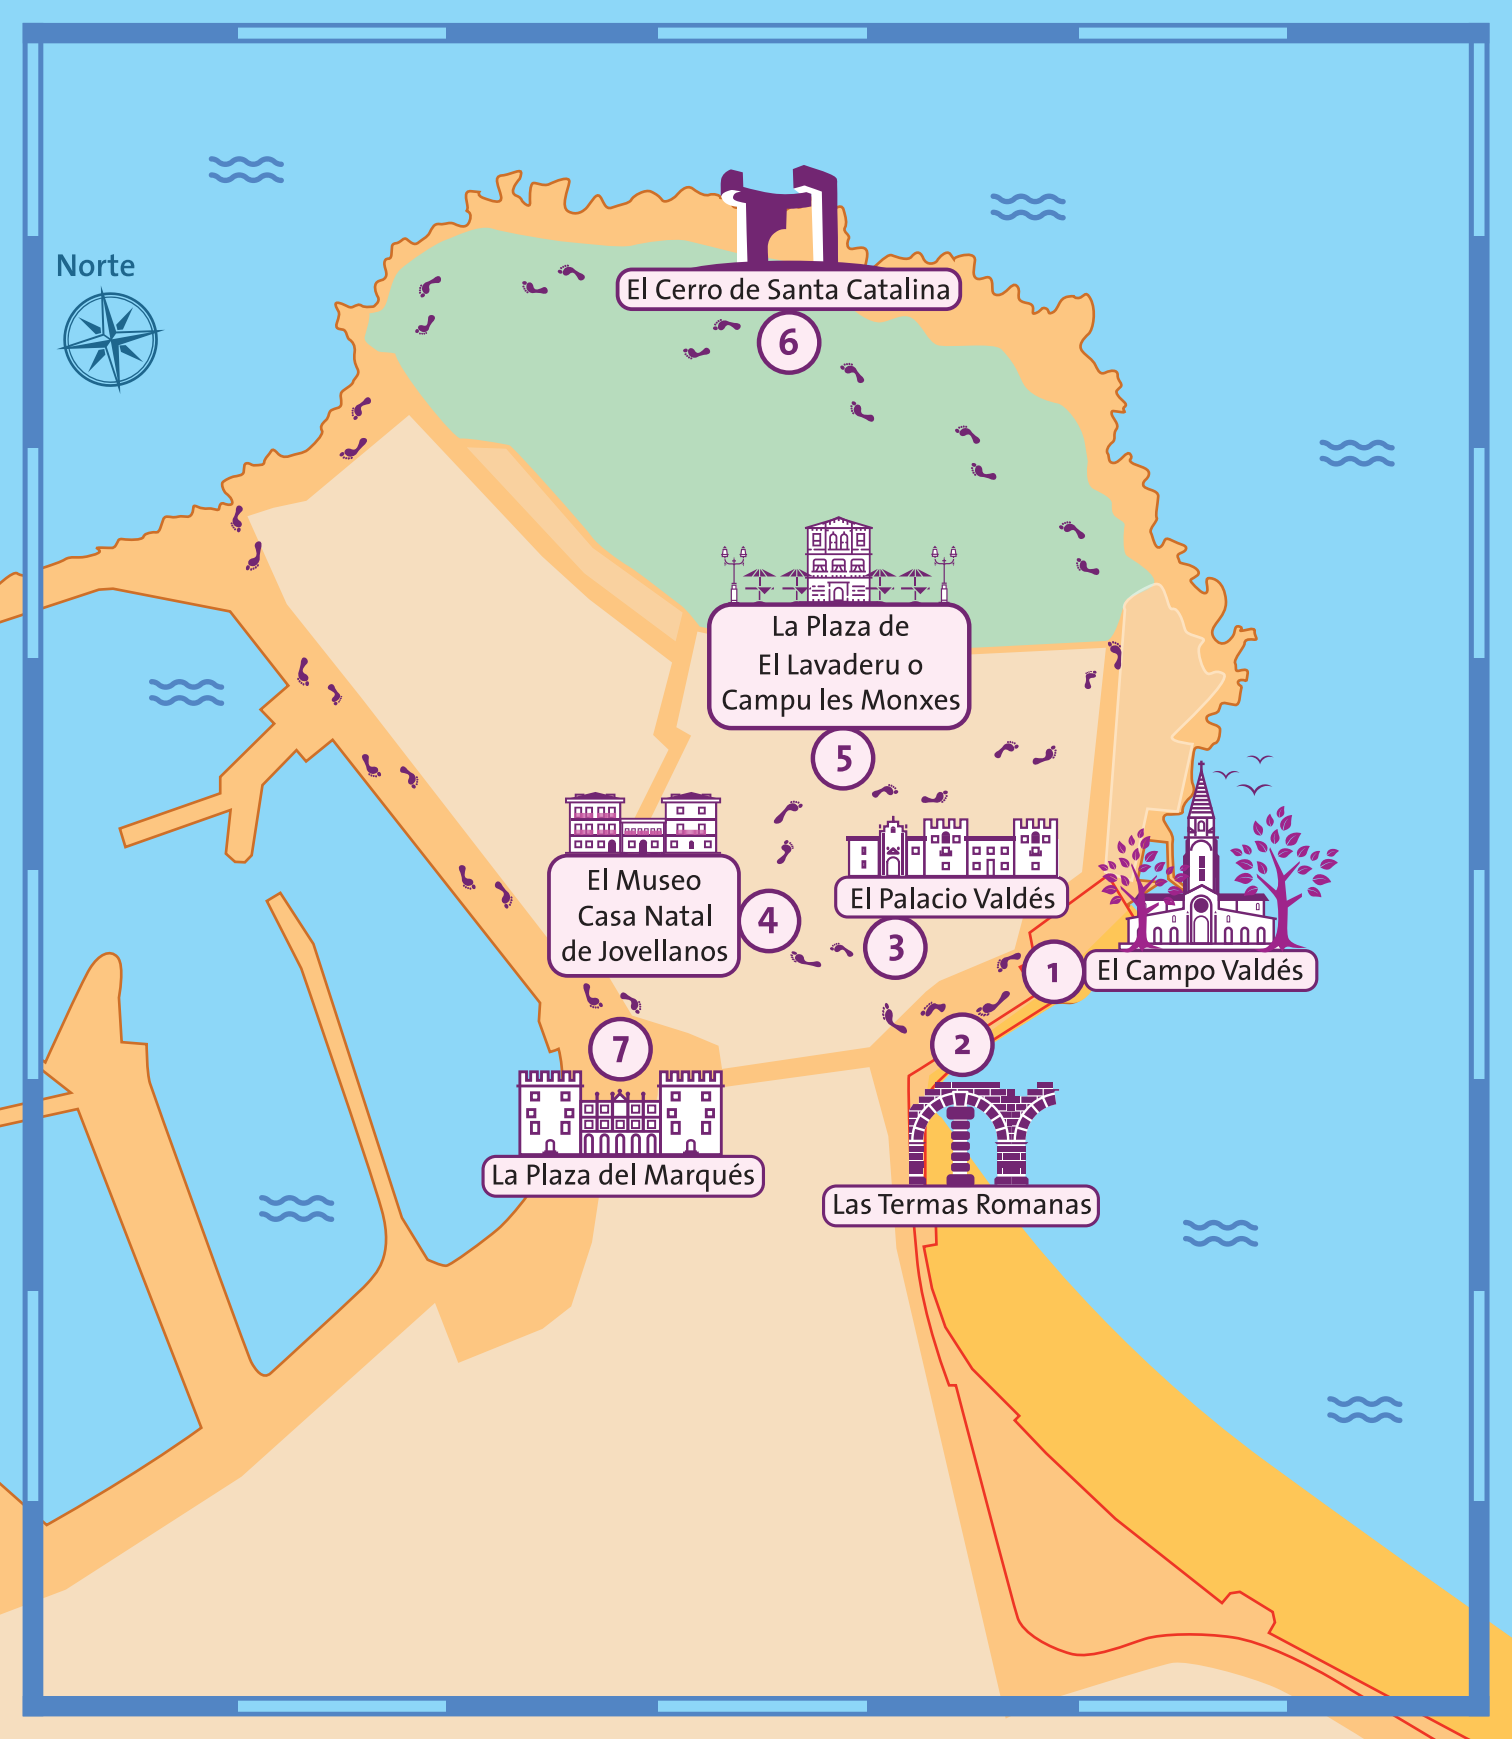 Norte
El Cerro de Santa Catalina
6
La Plaza de
El Lavaderu o
Campu les Monxes
5
El Museo
Casa Natal
de Jovellanos
4
El Palacio Valdés
3
1
El Campo Valdés
2
Las Termas Romanas
7
La Plaza del Marqués